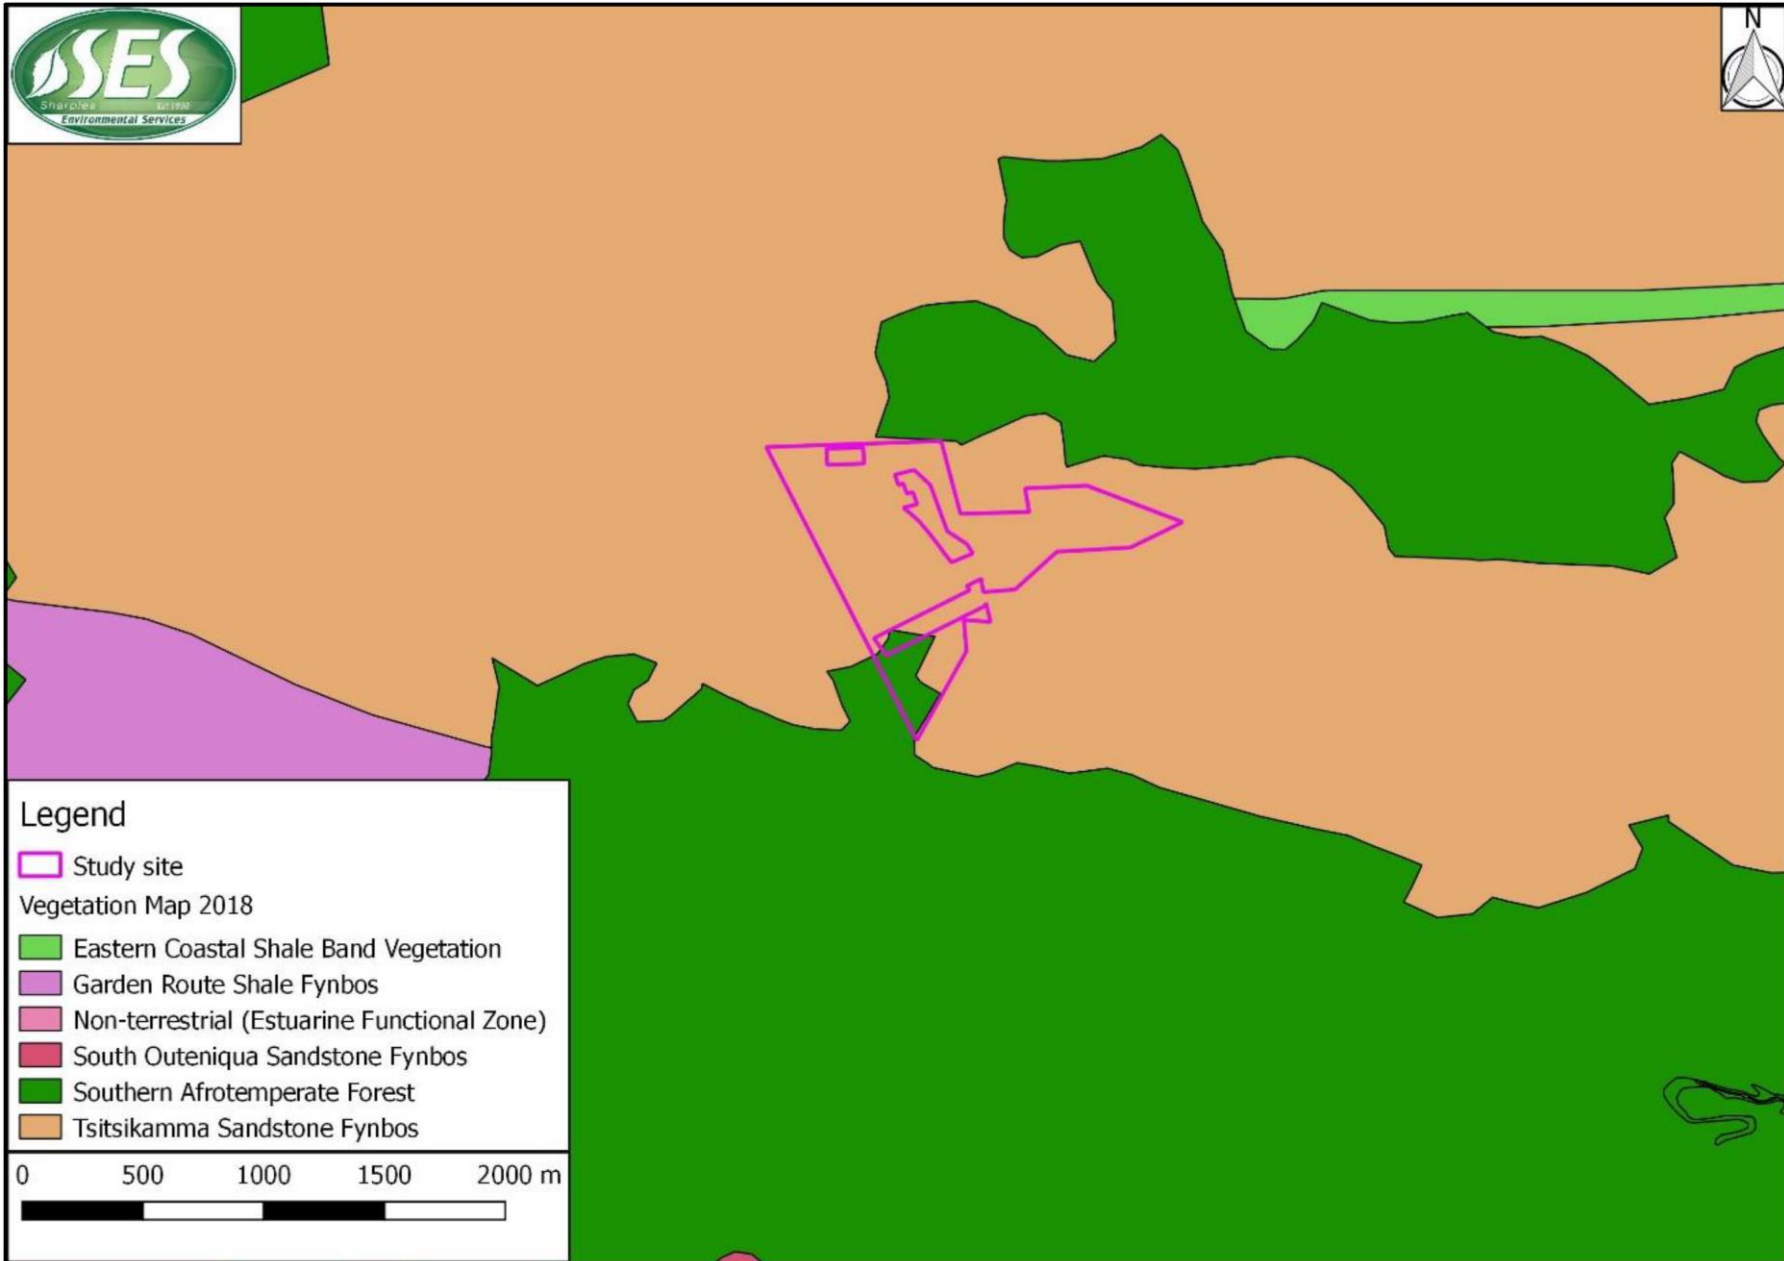 SES
Sharples Est 1998
Environmental Services
N
Legend
Study site
Vegetation Map 2018
Eastern Coastal Shale Band Vegetation
Garden Route Shale Fynbos
Non-terrestrial (Estuarine Functional Zone)
South Outeniqua Sandstone Fynbos
Southern Afrotemperate Forest
Tsitsikamma Sandstone Fynbos
0 500 1000 1500 2000 m